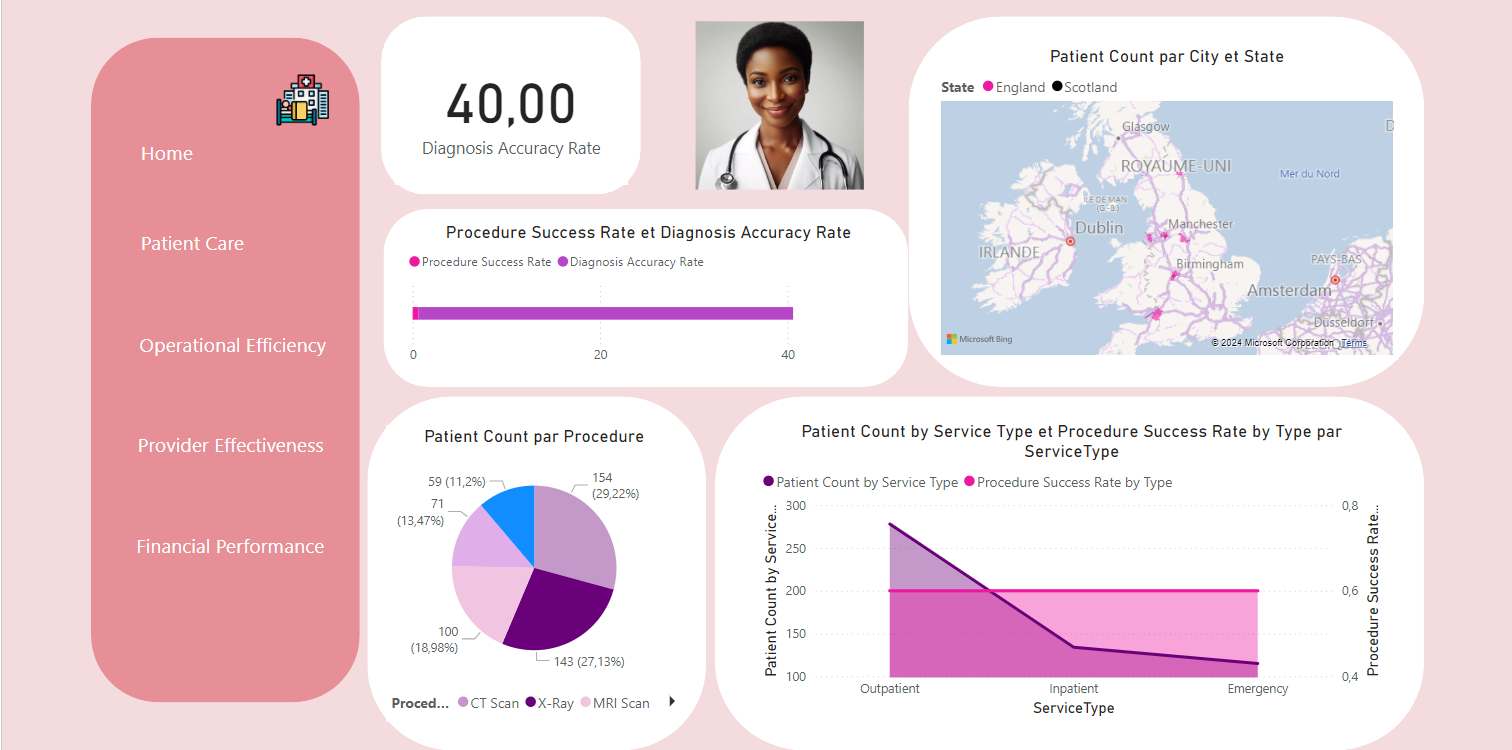 Home
Patient Care
Operational Efficiency
Provider Effectiveness
Financial Performance
40,00
Diagnosis Accuracy Rate
Procedure Success Rate et Diagnosis Accuracy Rate
Procedure Success Rate Diagnosis Accuracy Rate
0 20 40
Patient Count par City et State
State England Scotland
Glasgow
ROYAUME-UNI
Mer du Nord
ÎLE DE MAN
(G.-B.)
Dublin
Manchester
IRLANDE
Birmingham
PAYS-BAS
Amsterdam
Düsseldorf
Microsoft Bing
© 2024 Microsoft Corporation Terms
Patient Count par Procedure
59 (11,2%)
154
(29,22%)
71
(13,47%)
100
(18,98%)
143 (27,13%)
Proced... CT Scan X-Ray MRI Scan
Patient Count by Service Type et Procedure Success Rate by Type par
ServiceType
Patient Count by Service Type Procedure Success Rate by Type
Patient Count by Service...
300
250
200
150
100
0,8
0,6
0,4
Procedure Success Rate...
Outpatient Inpatient Emergency
ServiceType